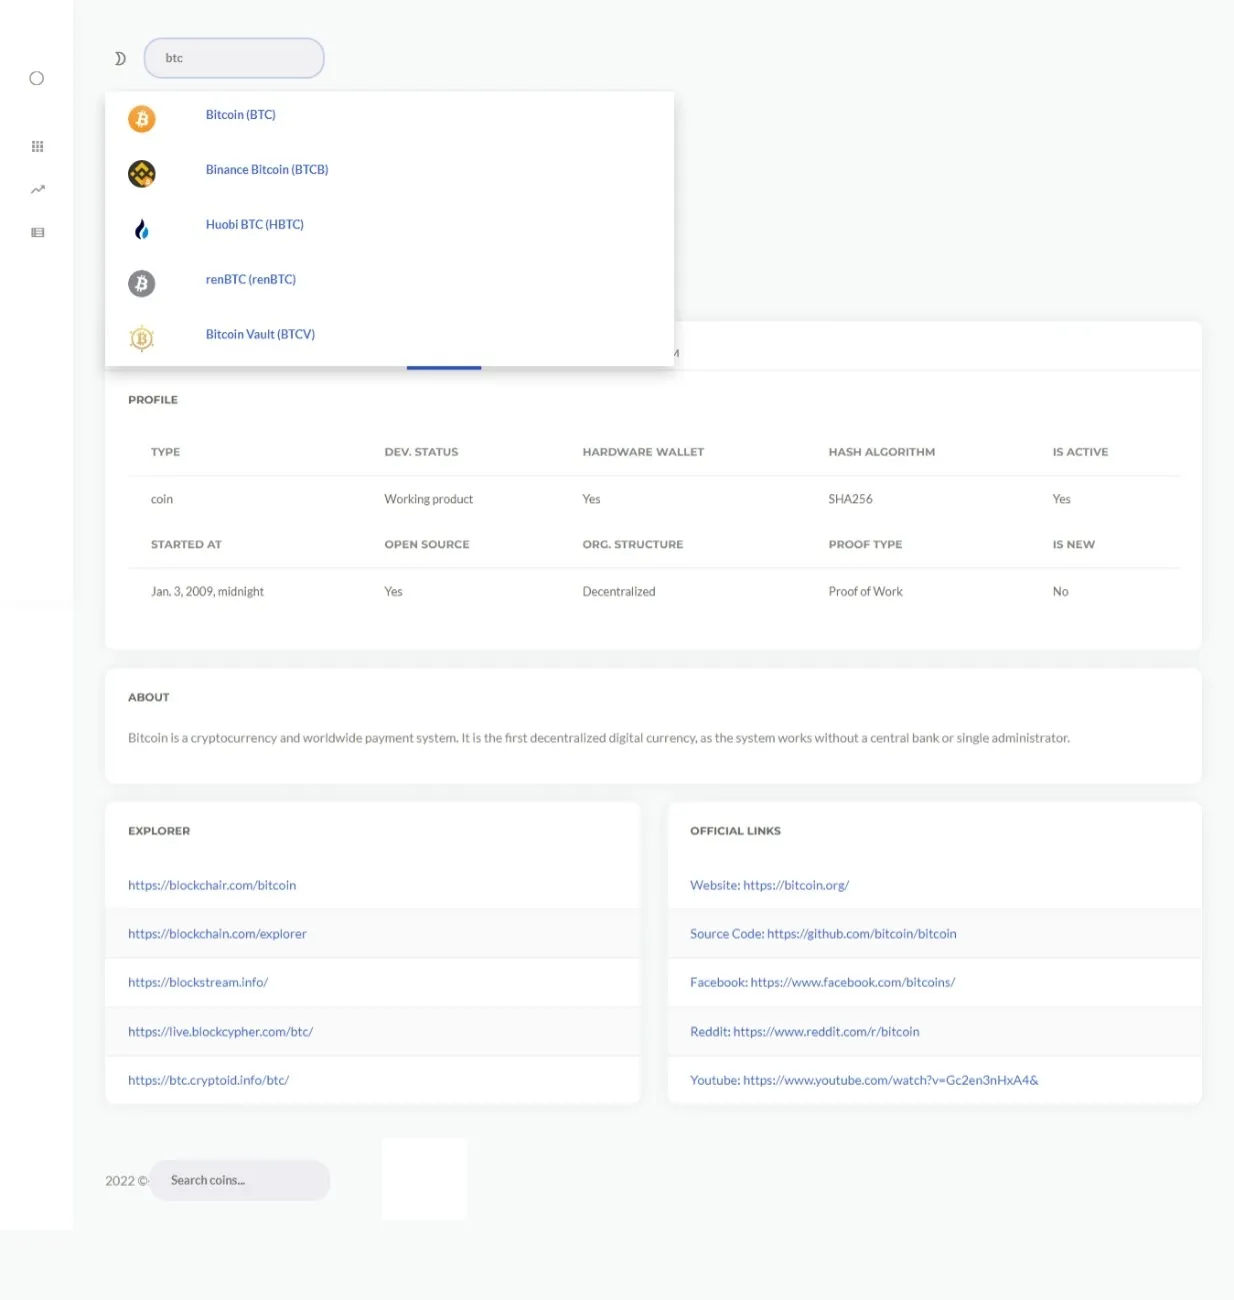 btc
Bitcoin (BTC)
Binance Bitcoin (BTCB)
Huobi BTC (HBTC)
renBTC (renBTC)
Bitcoin Vault (BTCV)
PROFILE
TYPE DEV. STATUS HARDWARE WALLET HASH ALGORITHM IS ACTIVE
coin Working product Yes SHA256 Yes
STARTED AT OPEN SOURCE ORG. STRUCTURE PROOF TYPE IS NEW
Jan. 3, 2009, midnight Yes Decentralized Proof of Work No
ABOUT
Bitcoin is a cryptocurrency and worldwide payment system. It is the first decentralized digital currency, as the system works without a central bank or single administrator.
EXPLORER
https://blockchair.com/bitcoin
https://blockchain.com/explorer
https://blockstream.info/
https://live.blockcypher.com/btc/
https://btc.cryptoid.info/btc/
OFFICIAL LINKS
Website: https://bitcoin.org/
Source Code: https://github.com/bitcoin/bitcoin
Facebook: https://www.facebook.com/bitcoins/
Reddit: https://www.reddit.com/r/bitcoin
Youtube: https://www.youtube.com/watch?v=Gc2en3nHxA4&
2022 © Search coins...